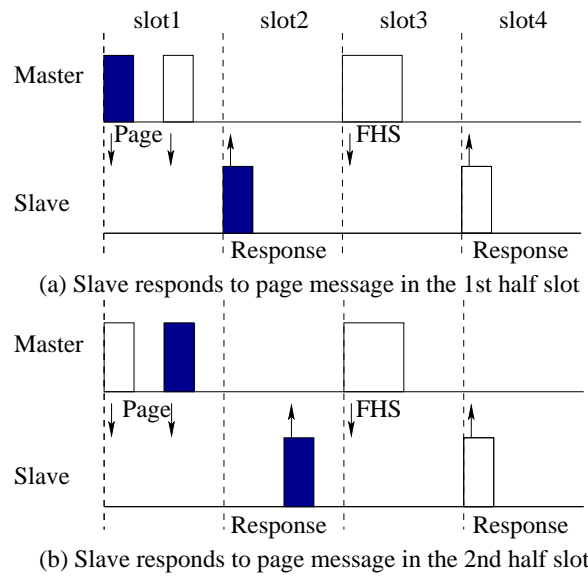 slot1 slot2 slot3 slot4
Master
Page FHS
Slave
Response Response
(a) Slave responds to page message in the 1st half slot
Master
Page FHS
Slave
Response Response
(b) Slave responds to page message in the 2nd half slot